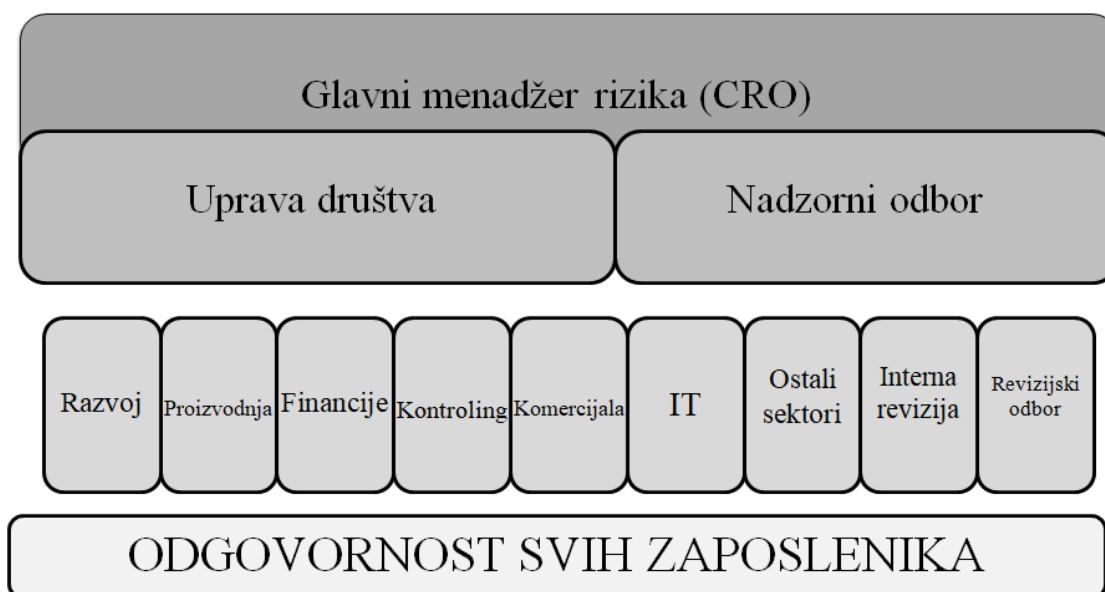 Glavni menadžer rizika (CRO)
Uprava društva
Nadzorni odbor
Razvoj
Proizvodnja
Financije
Kontroling
Komercijala
IT
Ostali
sektori
Interna
revizija
Revizijski
odbor
ODGOVORNOST SVIH ZAPOSLENIKA